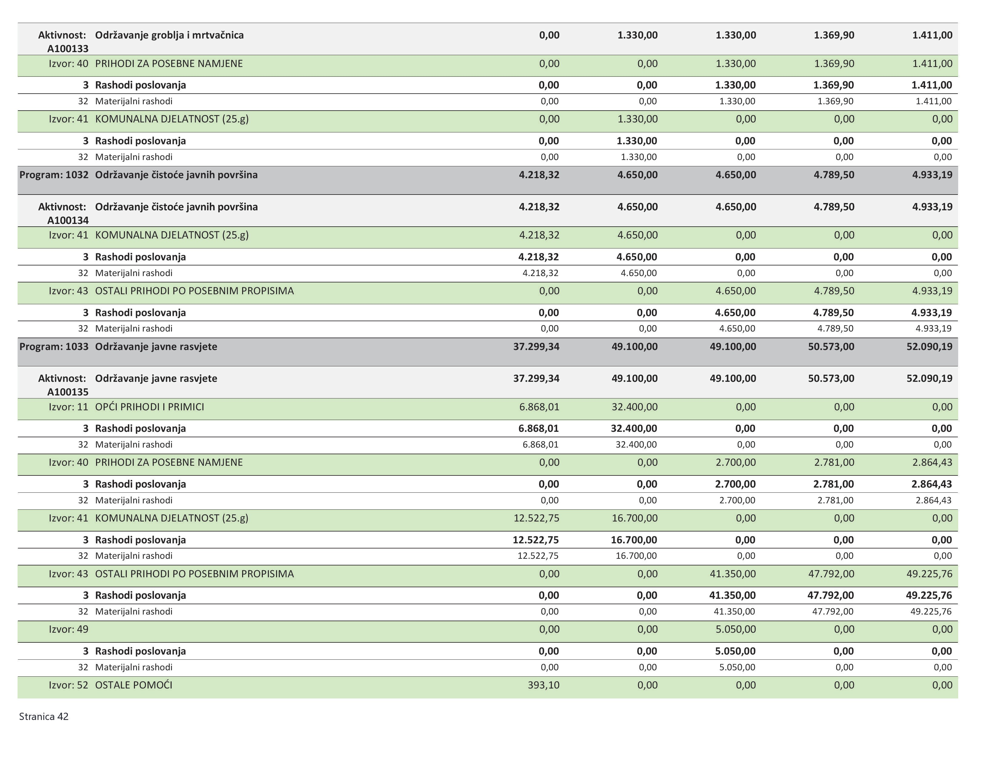 Aktivnost: Održavanje groblja i mrtvačnica 0,00 1.330,00 1.330,00 1.369,90 1.411,00
A100133
Izvor: 40 PRIHODI ZA POSEBNE NAMJENE 0,00 0,00 1.330,00 1.369,90 1.411,00
3 Rashodi poslovanja 0,00 0,00 1.330,00 1.369,90 1.411,00
32 Materijalni rashodi 0,00 0,00 1.330,00 1.369,90 1.411,00
Izvor: 41 KOMUNALNA DJELATNOST (25.g) 0,00 1.330,00 0,00 0,00 0,00
3 Rashodi poslovanja 0,00 1.330,00 0,00 0,00 0,00
32 Materijalni rashodi 0,00 1.330,00 0,00 0,00 0,00
Program: 1032 Održavanje čistoće javnih površina 4.218,32 4.650,00 4.650,00 4.789,50 4.933,19
Aktivnost: Održavanje čistoće javnih površina 4.218,32 4.650,00 4.650,00 4.789,50 4.933,19
A100134
Izvor: 41 KOMUNALNA DJELATNOST (25.g) 4.218,32 4.650,00 0,00 0,00 0,00
3 Rashodi poslovanja 4.218,32 4.650,00 0,00 0,00 0,00
32 Materijalni rashodi 4.218,32 4.650,00 0,00 0,00 0,00
Izvor: 43 OSTALI PRIHODI PO POSEBNIM PROPISIMA 0,00 0,00 4.650,00 4.789,50 4.933,19
3 Rashodi poslovanja 0,00 0,00 4.650,00 4.789,50 4.933,19
32 Materijalni rashodi 0,00 0,00 4.650,00 4.789,50 4.933,19
Program: 1033 Održavanje javne rasvjete 37.299,34 49.100,00 49.100,00 50.573,00 52.090,19
Aktivnost: Održavanje javne rasvjete 37.299,34 49.100,00 49.100,00 50.573,00 52.090,19
A100135
Izvor: 11 OPĆI PRIHODI I PRIMICI 6.868,01 32.400,00 0,00 0,00 0,00
3 Rashodi poslovanja 6.868,01 32.400,00 0,00 0,00 0,00
32 Materijalni rashodi 6.868,01 32.400,00 0,00 0,00 0,00
Izvor: 40 PRIHODI ZA POSEBNE NAMJENE 0,00 0,00 2.700,00 2.781,00 2.864,43
3 Rashodi poslovanja 0,00 0,00 2.700,00 2.781,00 2.864,43
32 Materijalni rashodi 0,00 0,00 2.700,00 2.781,00 2.864,43
Izvor: 41 KOMUNALNA DJELATNOST (25.g) 12.522,75 16.700,00 0,00 0,00 0,00
3 Rashodi poslovanja 12.522,75 16.700,00 0,00 0,00 0,00
32 Materijalni rashodi 12.522,75 16.700,00 0,00 0,00 0,00
Izvor: 43 OSTALI PRIHODI PO POSEBNIM PROPISIMA 0,00 0,00 41.350,00 47.792,00 49.225,76
3 Rashodi poslovanja 0,00 0,00 41.350,00 47.792,00 49.225,76
32 Materijalni rashodi 0,00 0,00 41.350,00 47.792,00 49.225,76
Izvor: 49 0,00 0,00 5.050,00 0,00 0,00
3 Rashodi poslovanja 0,00 0,00 5.050,00 0,00 0,00
32 Materijalni rashodi 0,00 0,00 5.050,00 0,00 0,00
Izvor: 52 OSTALE POMOĆI 393,10 0,00 0,00 0,00 0,00
Stranica 42